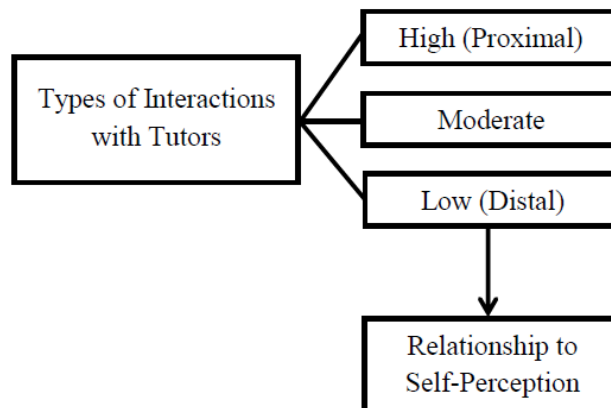 High (Proximal)
Types of Interactions
with Tutors
Moderate
Low (Distal)
Relationship to
Self-Perception